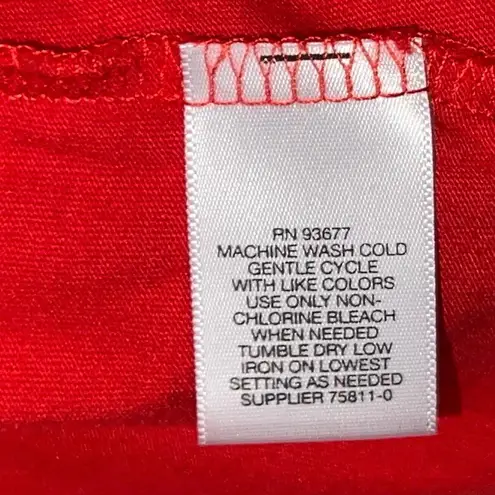 RN 93677
MACHINE WASH COLD
GENTLE CYCLE
WITH LIKE COLORS
USE ONLY NON-
CHLORINE BLEACH
WHEN NEEDED
TUMBLE DRY LOW
IRON ON LOWEST
SETTING AS NEEDED
SUPPLIER 75811-0